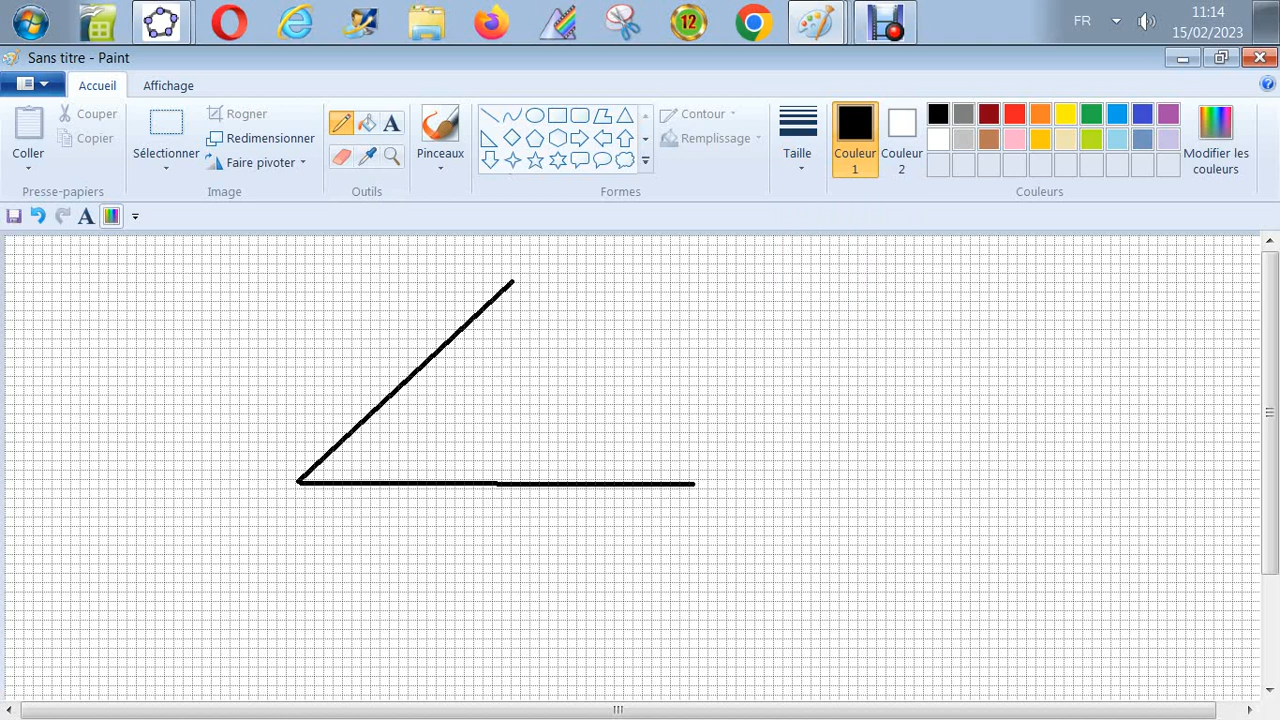 12
FR
11:14
15/02/2023
Sans titre - Paint
Accueil
Affichage
Coller
Couper
Copier
Presse-papiers
Sélectionner
Rogner
Redimensionner
Faire pivoter
Image
A
Outils
Pinceaux
Contour
Remplissage
Formes
Taille
Couleur 1
Couleur 2
Modifier les couleurs
Couleurs
A